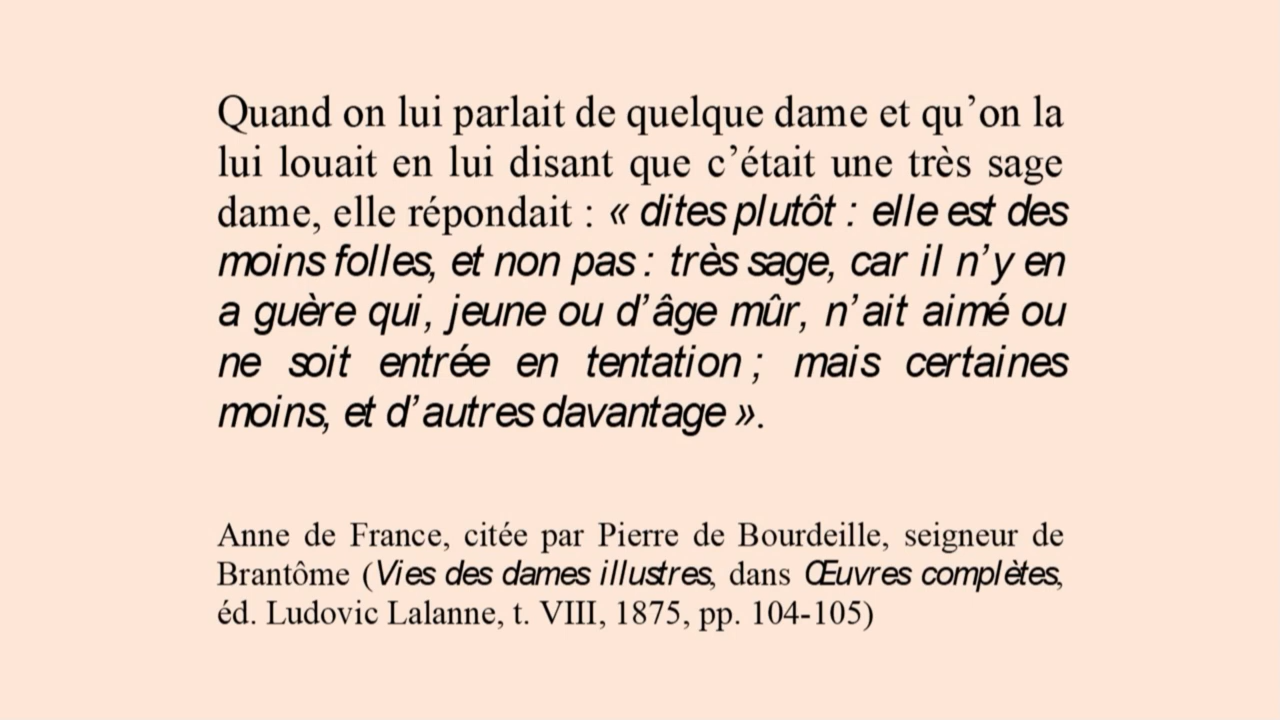 Quand on lui parlait de quelque dame et qu’on la
lui louait en lui disant que c’était une très sage
dame, elle répondait : « dites plutôt : elle est des
moins folles, et non pas : très sage, car il n’y en
a guère qui, jeune ou d’âge mûr, n’ait aimé ou
ne soit entrée en tentation ; mais certaines
moins, et d’autres davantage ».
Anne de France, citée par Pierre de Bourdeille, seigneur de
Brantôme (Vies des dames illustres, dans Œuvres complètes,
éd. Ludovic Lalanne, t. VIII, 1875, pp. 104-105)